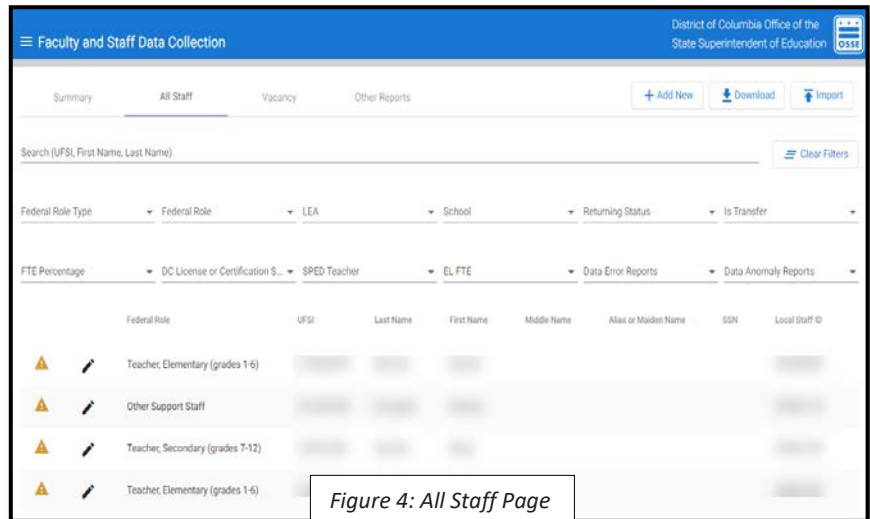 District of Columbia Office of the
≡ Faculty and Staff Data Collection
State Superintendent of Education
OSSE
Summary All Staff Vacancy Other Reports + Add New Download Import
Search (UFSI, First Name, Last Name)
Clear Filters
Federal Role Type Federal Role LEA School Returning Status Is Transfer
FTE Percentage DC License or Certification S... SPED Teacher EL FTE Data Error Reports Data Anomaly Reports
Federal Role UFSI Last Name First Name Middle Name Alias or Maiden Name SSN Local Staff ID
Teacher, Elementary (grades 1-6)
Other Support Staff
Teacher, Secondary (grades 7-12)
Teacher, Elementary (grades 1-6)
Figure 4: All Staff Page